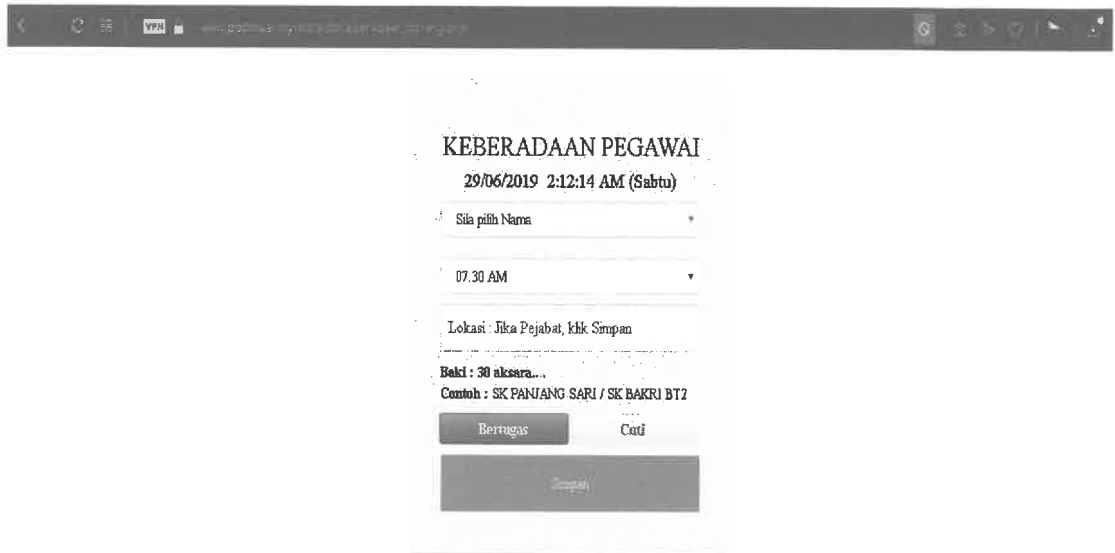 VPN
KEBERADAAN PEGAWAI
29/06/2019 2:12:14 AM (Sabtu)
Sila pilih Nama
07.30 AM
Lokasi : Jika Pejabat, klik Simpan
Baki : 30 aksara...
Contoh : SK PANJANG SARI / SK BAKRI BT2
Bertugas
Cuti
Simpan